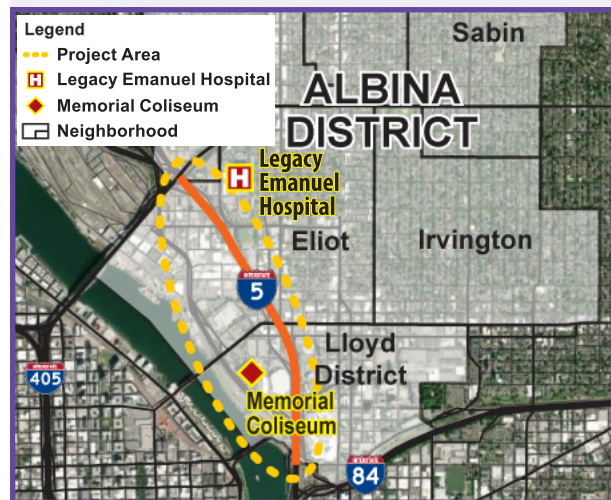 Legend
Project Area
H Legacy Emanuel Hospital
Memorial Coliseum
Neighborhood
Sabin
ALBINA
DISTRICT
H
Legacy
Emanuel
Hospital
Eliot
Irvington
INTERSTATE
5
Lloyd
District
INTERSTATE
405
Memorial
Coliseum
INTERSTATE
84